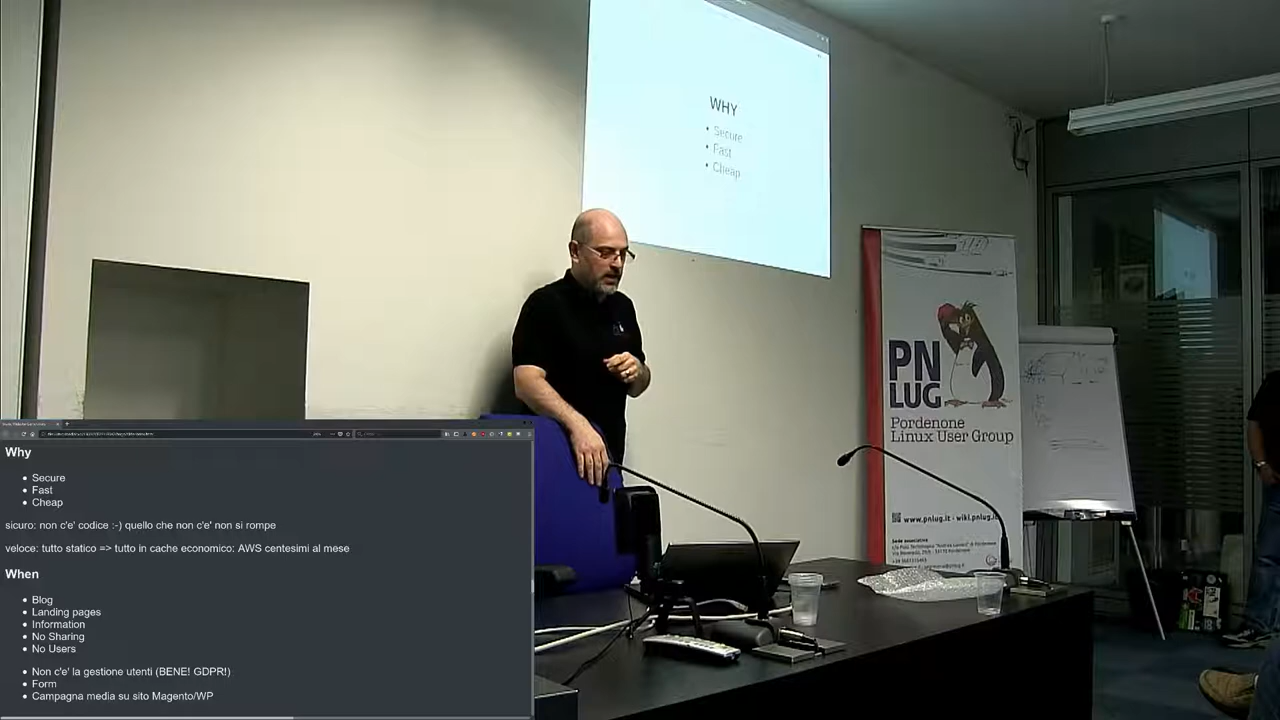 WHY
• Secure
• Fast
• Cheap
PN
LUG
Pordenone
Linux User Group
www.pnlug.it - wiki.pnlug.it
Sede associativa
Why
• Secure
• Fast
• Cheap
sicuro: non c'e' codice :-) quello che non c'e' non si rompe
veloce: tutto statico => tutto in cache economico: AWS centesimi al mese
When
• Blog
• Landing pages
• Information
• No Sharing
• No Users
• Non c'e' la gestione utenti (BENE! GDPR!)
• Form
• Campagna media su sito Magento/WP